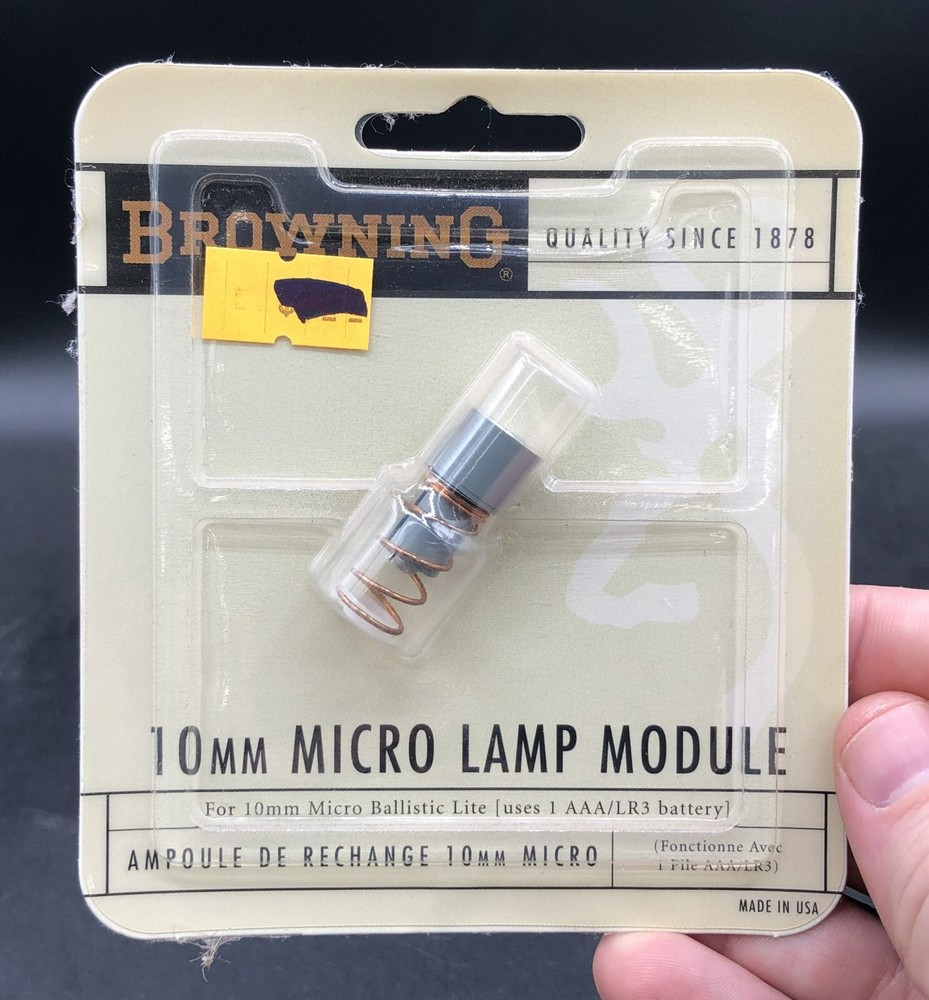 BROWNING®
QUALITY SINCE 1878
10MM MICRO LAMP MODULE
For 10mm Micro Ballistic Lite [uses 1 AAA/LR3 battery]
AMPOULE DE RECHANGE 10MM MICRO
(Fonctionne Avec
1 Pile AAA/LR3)
MADE IN USA